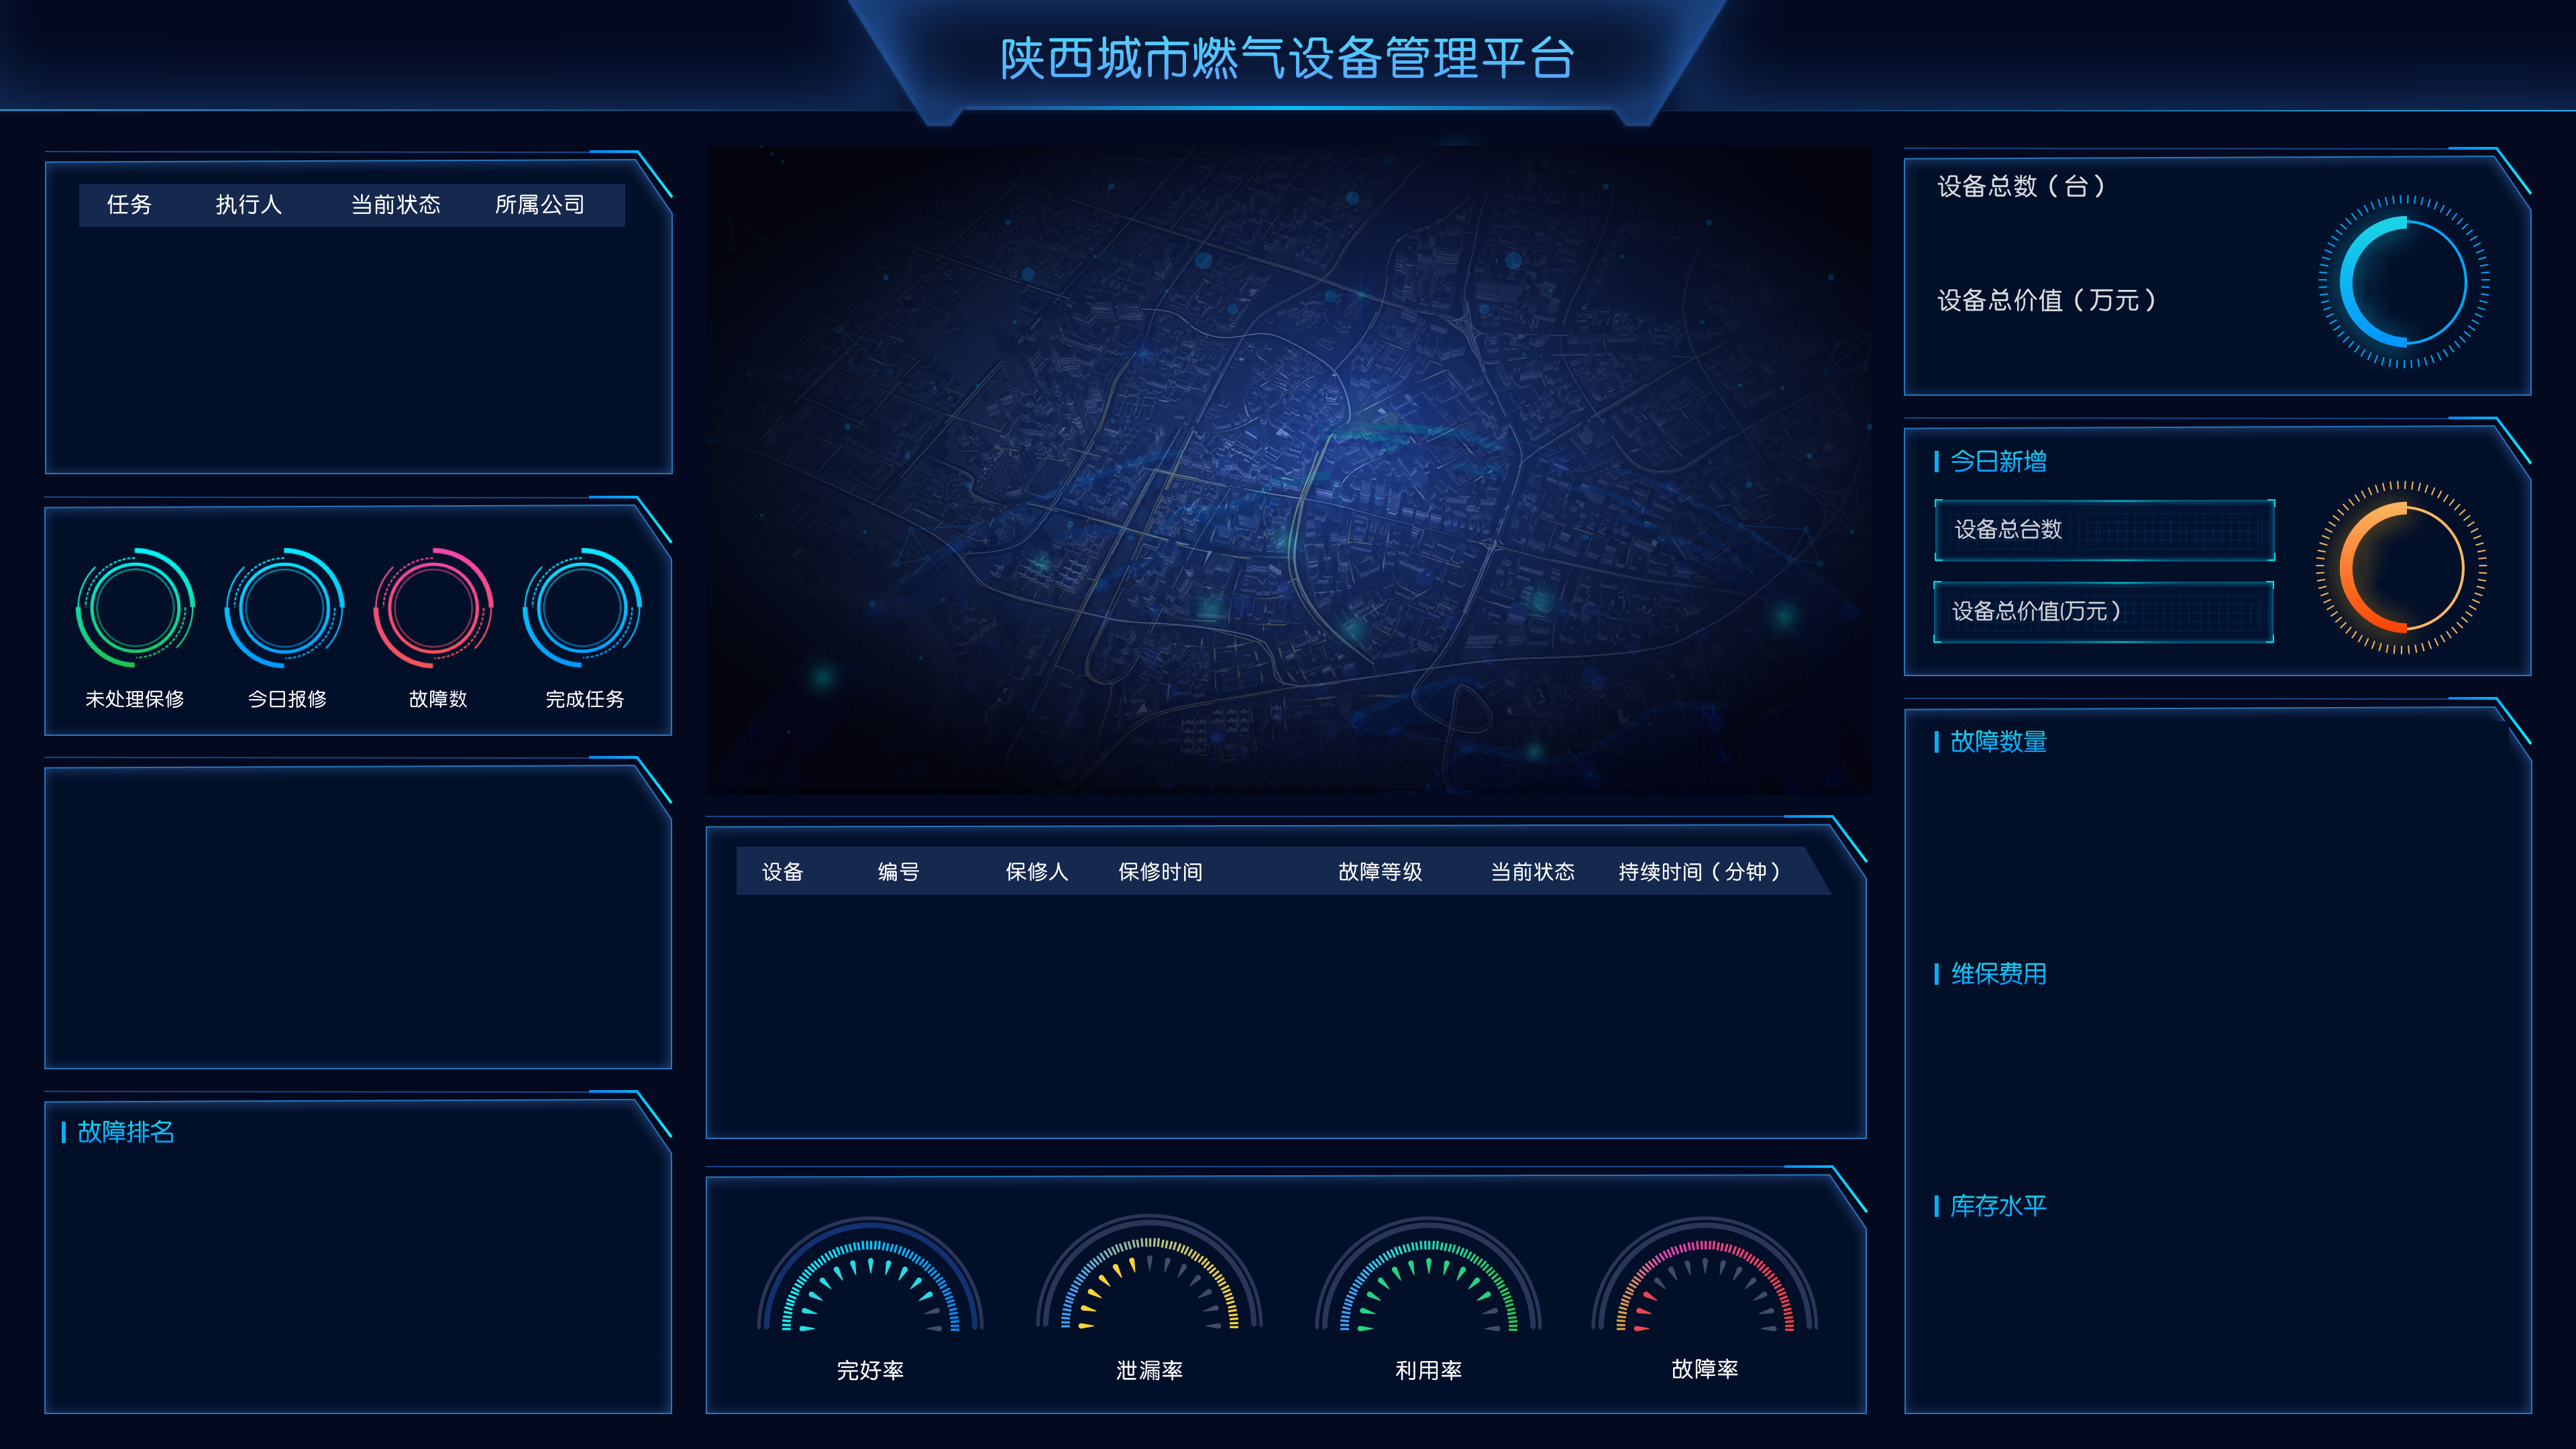 陕西城市燃气设备管理平台
任务 执行人 当前状态 所属公司
未处理保修 今日报修 故障数 完成任务
故障排名
设备 编号 保修人 保修时间 故障等级 当前状态 持续时间（分钟）
完好率 泄漏率 利用率 故障率
设备总数（台）
设备总价值（万元）
今日新增
设备总台数
设备总价值(万元）
故障数量
维保费用
库存水平